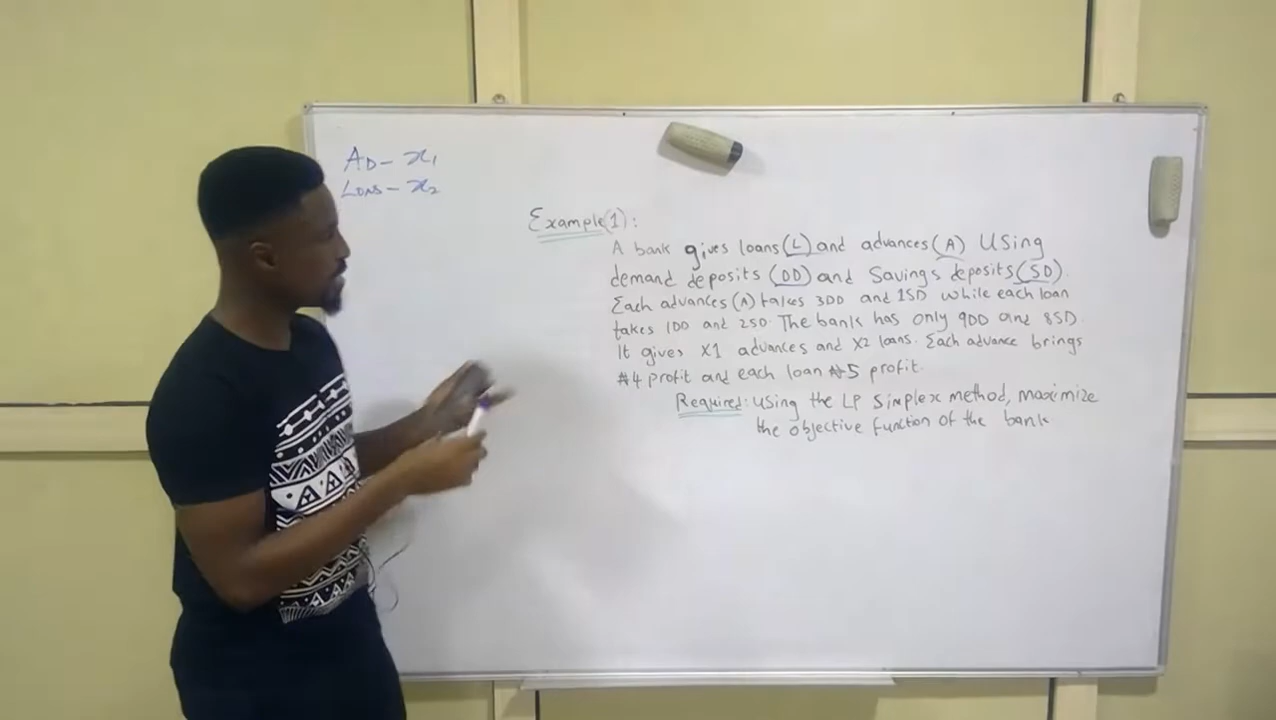 AD - x1
LOns - x2
Example(1):
A bank gives loans(L) and advances(A) Using
demand deposits (DD) and Savings deposits(SD).
Each advances(A) takes 3DD and 1SD while each loan
takes 1DD and 2SD. The bank has only 9DD and 8SD.
It gives X1 advances and X2 loans. Each advance brings
₦4 profit and each loan ₦5 profit.
Required: Using the LP Simplex method, maximize
the objective function of the bank.